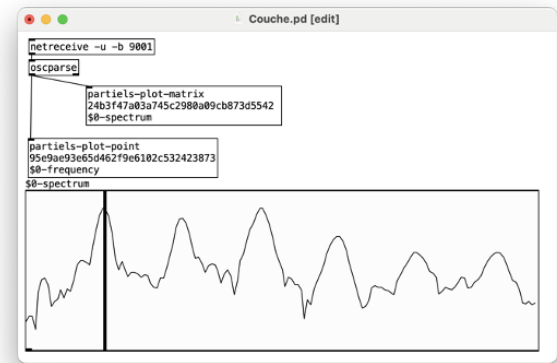 Couche.pd [edit]
netreceive -u -b 9001
oscparse
partiels-plot-matrix
24b3f47a03a745c2980a09cb873d5542
$0-spectrum
partiels-plot-point
95e9ae93e65d462f9e6102c532423873
$0-frequency
$0-spectrum